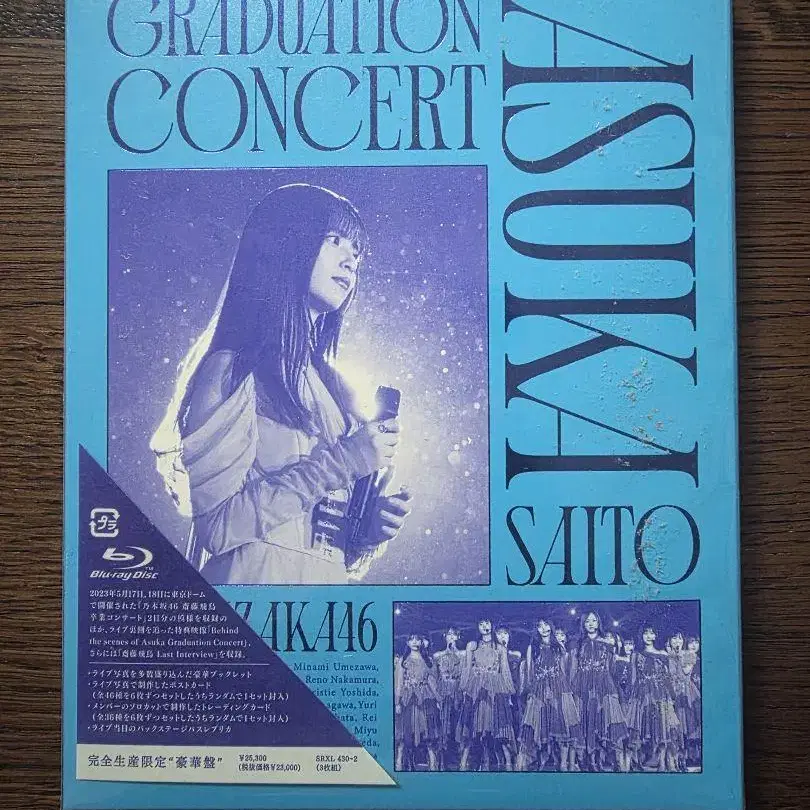 GRADUATION
CONCERT
ASUKA
SAITO
プラ
Blu-ray Disc™
2023年5月17日,18日に東京ドーム
で開催された「乃木坂46 齋藤飛鳥
卒業コンサート」2日分の模様を収録の
ほか、ライブ裏側を追った特典映像「Behind
the scenes of Asuka Graduation Concert」、
さらには「齋藤飛鳥 Last Interview」を収録。
・ライブ写真を多数盛り込んだ豪華ブックレット
・ライブ写真で制作したポストカード
(全46種を6枚ずつセットしたうちランダムで1セット封入)
・メンバーのソロカットで制作したトレーディングカード
(全36種を6枚ずつセットしたうちランダムで1セット封入)
・ライブ当日のバックステージパスレプリカ
完全生産限定"豪華盤"
¥25,300
(税抜価格¥23,000)
SRXL 430-2
(3枚組)
ZAKA46
Minami Umezawa,
Reno Nakamura,
ristie Yoshida,
agawa, Yuri
Rei
Miyu